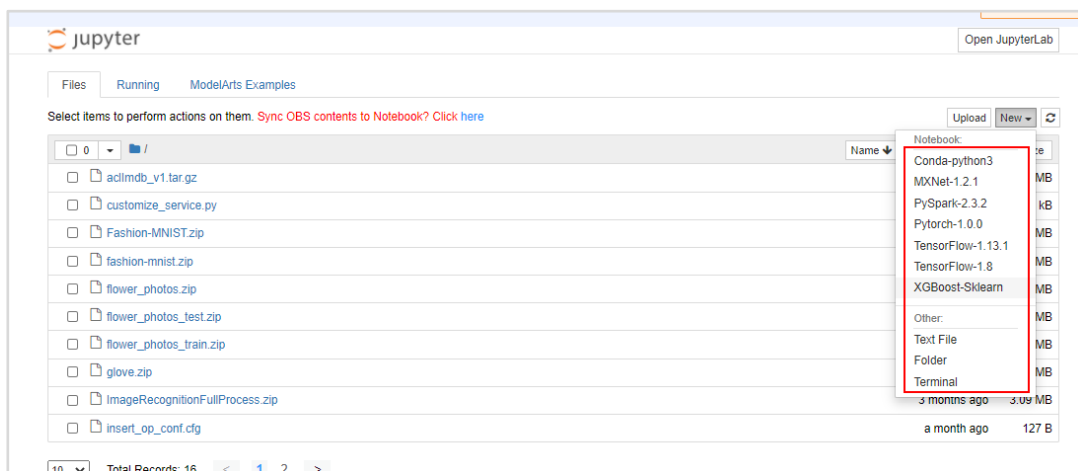 jupyter
Open JupyterLab
Files Running ModelArts Examples
Select items to perform actions on them. Sync OBS contents to Notebook? Click here
Upload New
0 /
Name
Notebook:
Conda-python3
MXNet-1.2.1
PySpark-2.3.2
Pytorch-1.0.0
TensorFlow-1.13.1
TensorFlow-1.8
XGBoost-Sklearn
Other:
Text File
Folder
Terminal
aclImdb_v1.tar.gz MB
customize_service.py kB
Fashion-MNIST.zip MB
fashion-mnist.zip MB
flower_photos.zip MB
flower_photos_test.zip MB
flower_photos_train.zip MB
glove.zip MB
ImageRecognitionFullProcess.zip 3 months ago 3.09 MB
insert_op_conf.cfg a month ago 127 B
10 Total Records: 16 < 1 2 >